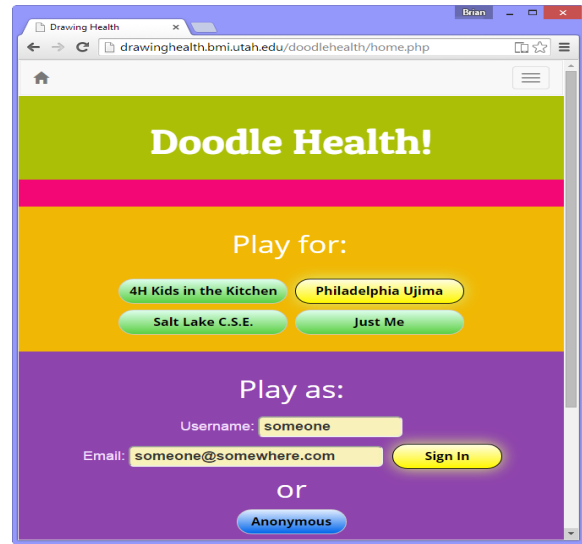 Brian
Drawing Health
drawinghealth.bmi.utah.edu/doodlehealth/home.php
Doodle Health!
Play for:
4H Kids in the Kitchen Philadelphia Ujima
Salt Lake C.S.E. Just Me
Play as:
Username: someone
Email: someone@somewhere.com Sign In
or
Anonymous